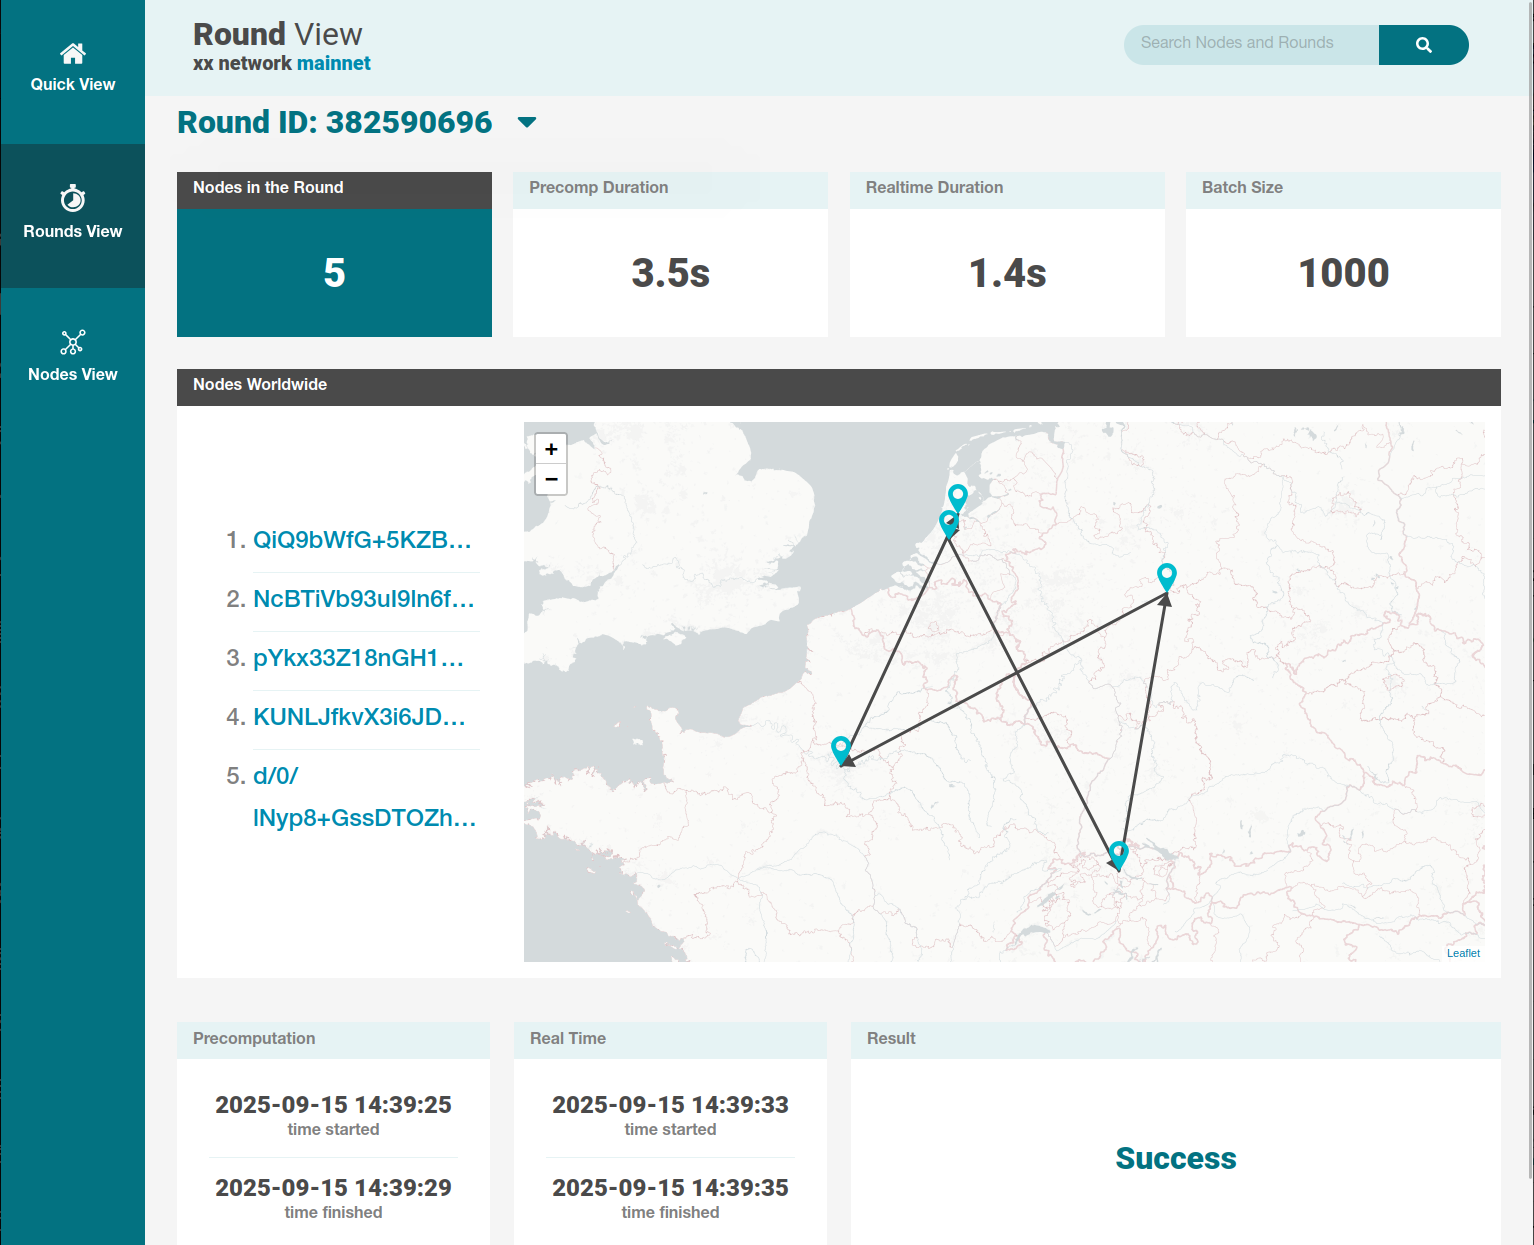 Quick View
Rounds View
Nodes View
Round View
xx network mainnet
Search Nodes and Rounds
Round ID: 382590696
Nodes in the Round
5
Precomp Duration
3.5s
Realtime Duration
1.4s
Batch Size
1000
Nodes Worldwide
1. QiQ9bWfG+5KZB...
2. NcBTiVb93uI9In6f...
3. pYkx33Z18nGH1...
4. KUNLJfkvX3i6JD...
5. d/0/
lNyp8+GssDTOZh...
+
−
Leaflet
Precomputation
2025-09-15 14:39:25
time started
2025-09-15 14:39:29
time finished
Real Time
2025-09-15 14:39:33
time started
2025-09-15 14:39:35
time finished
Result
Success